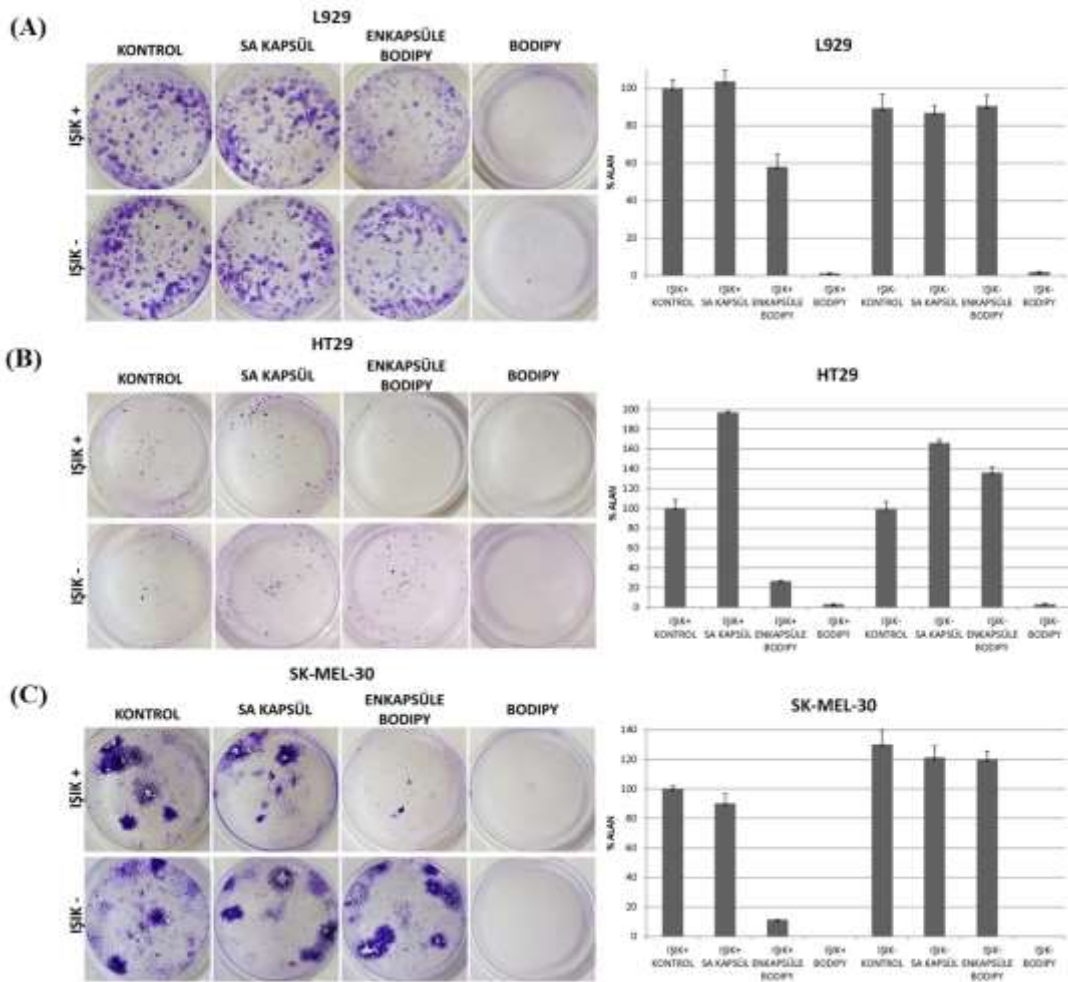 (A)
L929
KONTROL
SA KAPSÜL
ENKAPSÜLE
BODIPY
BODIPY
IŞIK +
IŞIK -
L929
% ALAN
100
80
60
40
20
0
IŞIK+ IŞIK+ IŞIK+ IŞIK+ IŞIK- IŞIK- IŞIK- IŞIK-
KONTROL SA KAPSÜL ENKAPSÜLE BODIPY KONTROL SA KAPSÜL ENKAPSÜLE BODIPY
BODIPY BODIPY
(B)
HT29
KONTROL
SA KAPSÜL
ENKAPSÜLE
BODIPY
BODIPY
IŞIK +
IŞIK -
HT29
% ALAN
200
180
160
140
120
100
80
60
40
20
0
IŞIK+ IŞIK+ IŞIK+ IŞIK+ IŞIK- IŞIK- IŞIK- IŞIK-
KONTROL SA KAPSÜL ENKAPSÜLE BODIPY KONTROL SA KAPSÜL ENKAPSÜLE BODIPY
BODIPY BODIPY
(C)
SK-MEL-30
KONTROL
SA KAPSÜL
ENKAPSÜLE
BODIPY
BODIPY
IŞIK +
IŞIK -
SK-MEL-30
% ALAN
140
120
100
80
60
40
20
0
IŞIK+ IŞIK+ IŞIK+ IŞIK+ IŞIK- IŞIK- IŞIK- IŞIK-
KONTROL SA KAPSÜL ENKAPSÜLE BODIPY KONTROL SA KAPSÜL ENKAPSÜLE BODIPY
BODIPY BODIPY